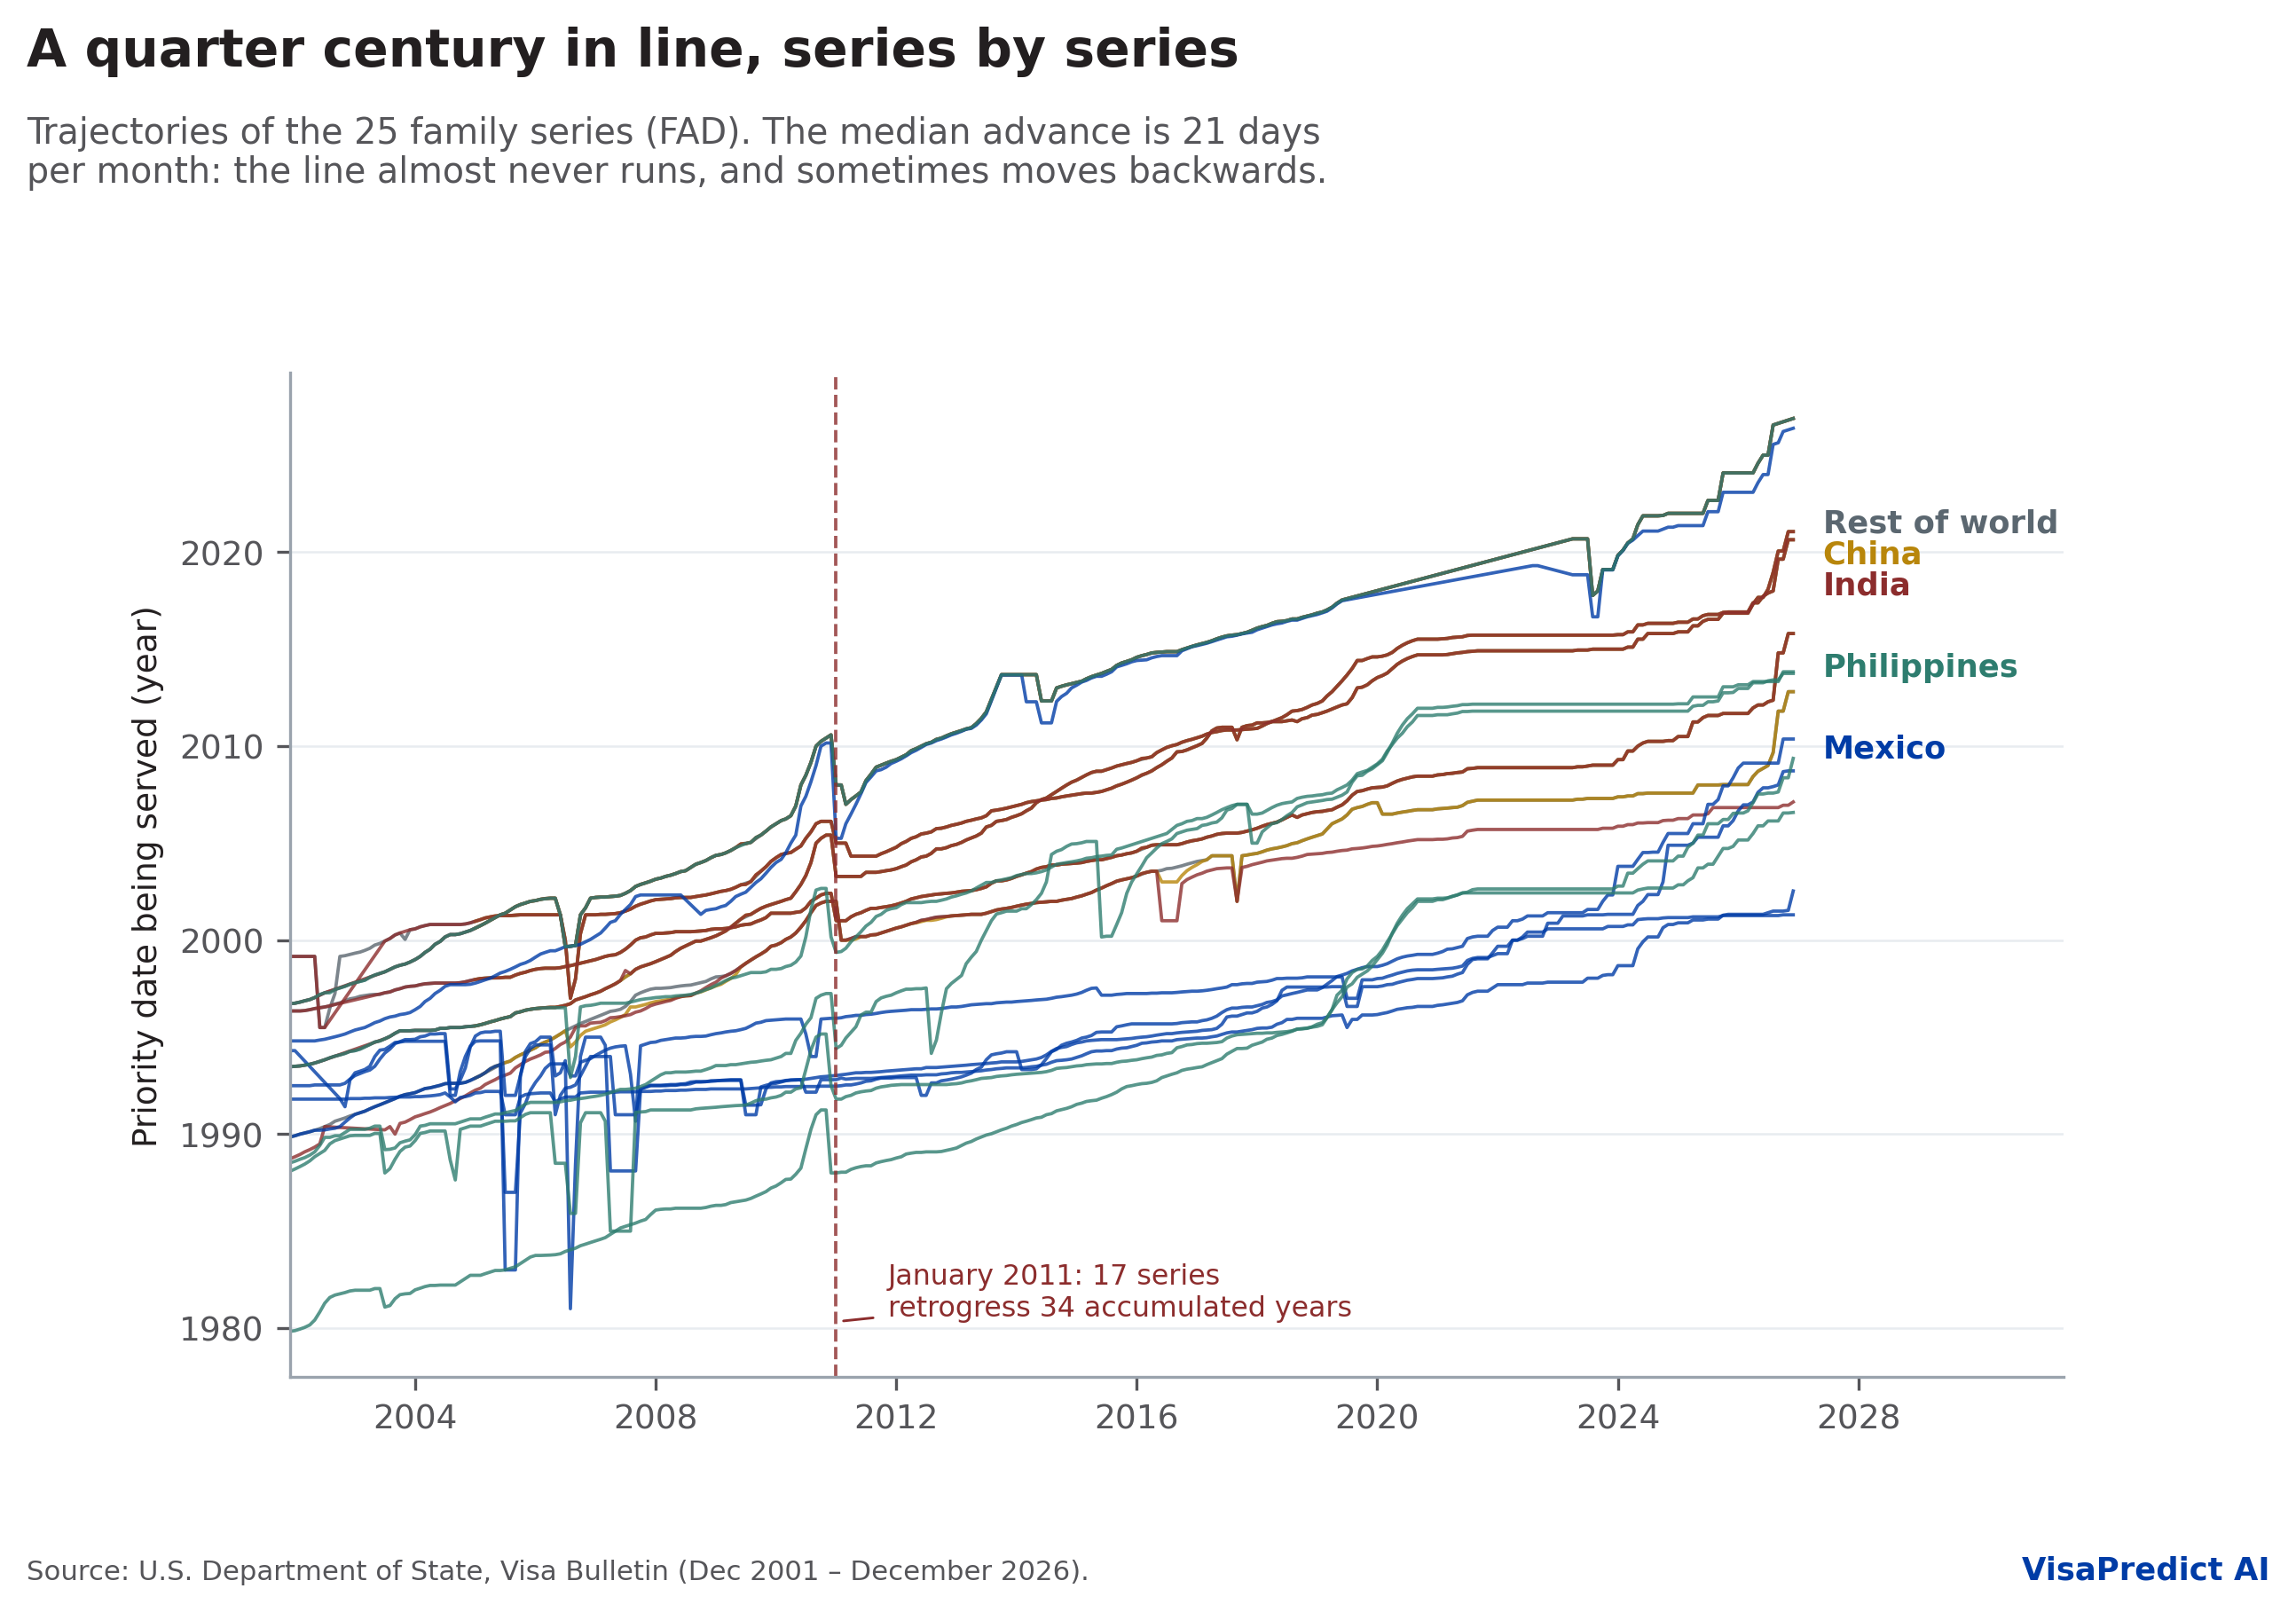 A quarter century in line, series by series
Trajectories of the 25 family series (FAD). The median advance is 21 days
per month: the line almost never runs, and sometimes moves backwards.
Priority date being served (year)
2020
2010
2000
1990
1980
Rest of world
China
India
Philippines
Mexico
January 2011: 17 series
retrogress 34 accumulated years
2004
2008
2012
2016
2020
2024
2028
Source: U.S. Department of State, Visa Bulletin (Dec 2001 – December 2026).
VisaPredict AI